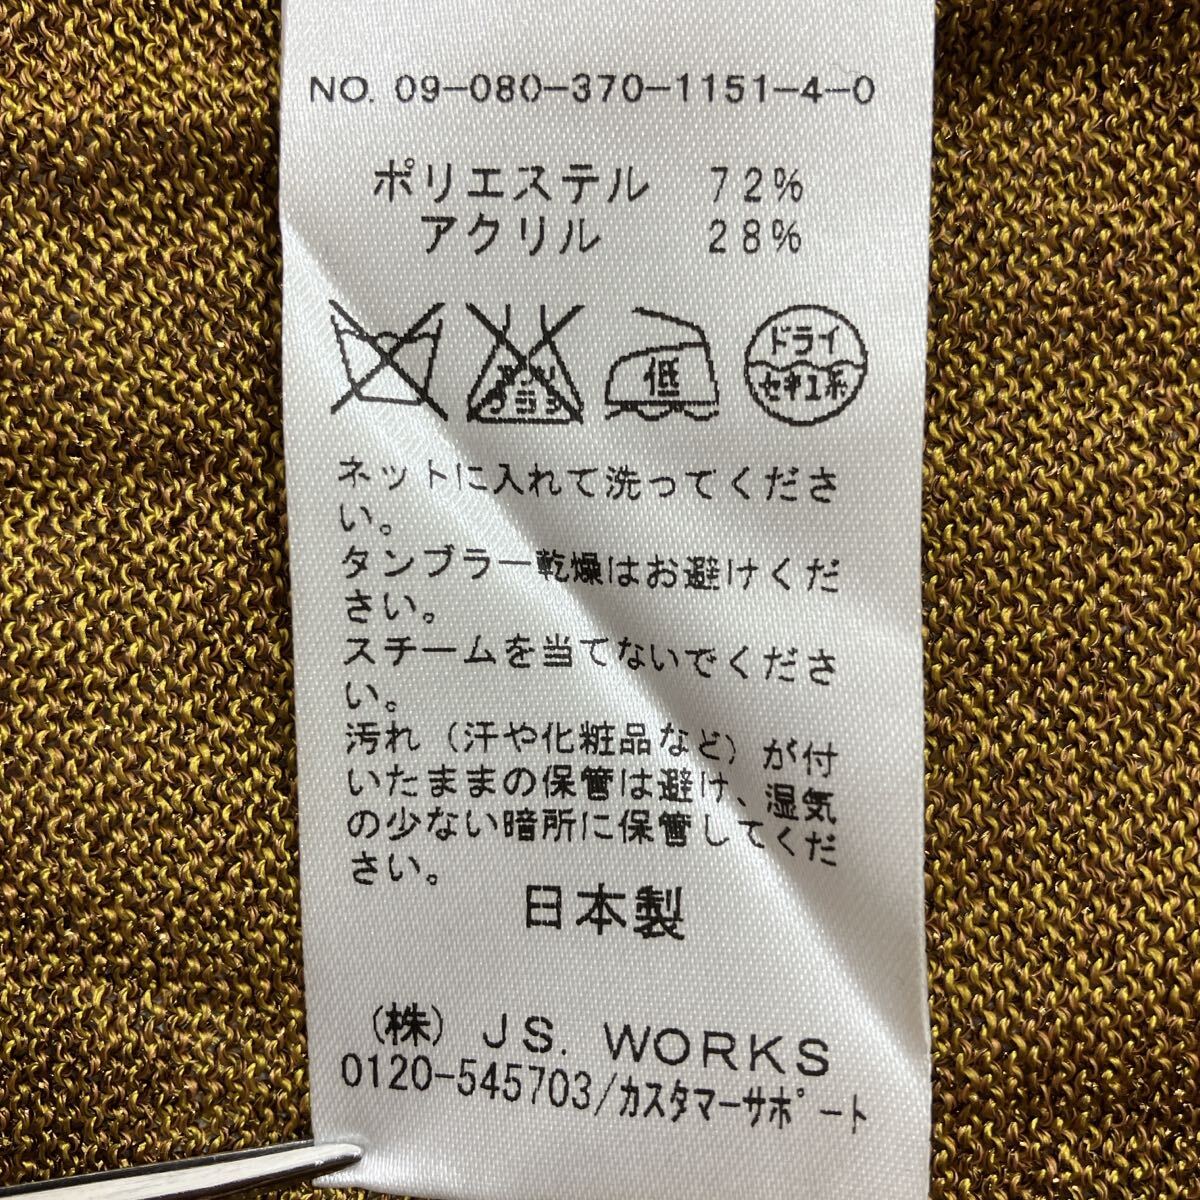 NO. 09-080-370-1151-4-0
ポリエステル 72%
アクリル 28%
低
ドライ
セキユ系
ネットに入れて洗ってくださ
い。
タンブラー乾燥はお避けくだ
さい。
スチームを当てないでくださ
い。
汚れ（汗や化粧品など）が付
いたままの保管は避け、湿気
の少ない暗所に保管してくだ
さい。
日本製
（株）JS. WORKS
0120-545703/カスタマーサポート